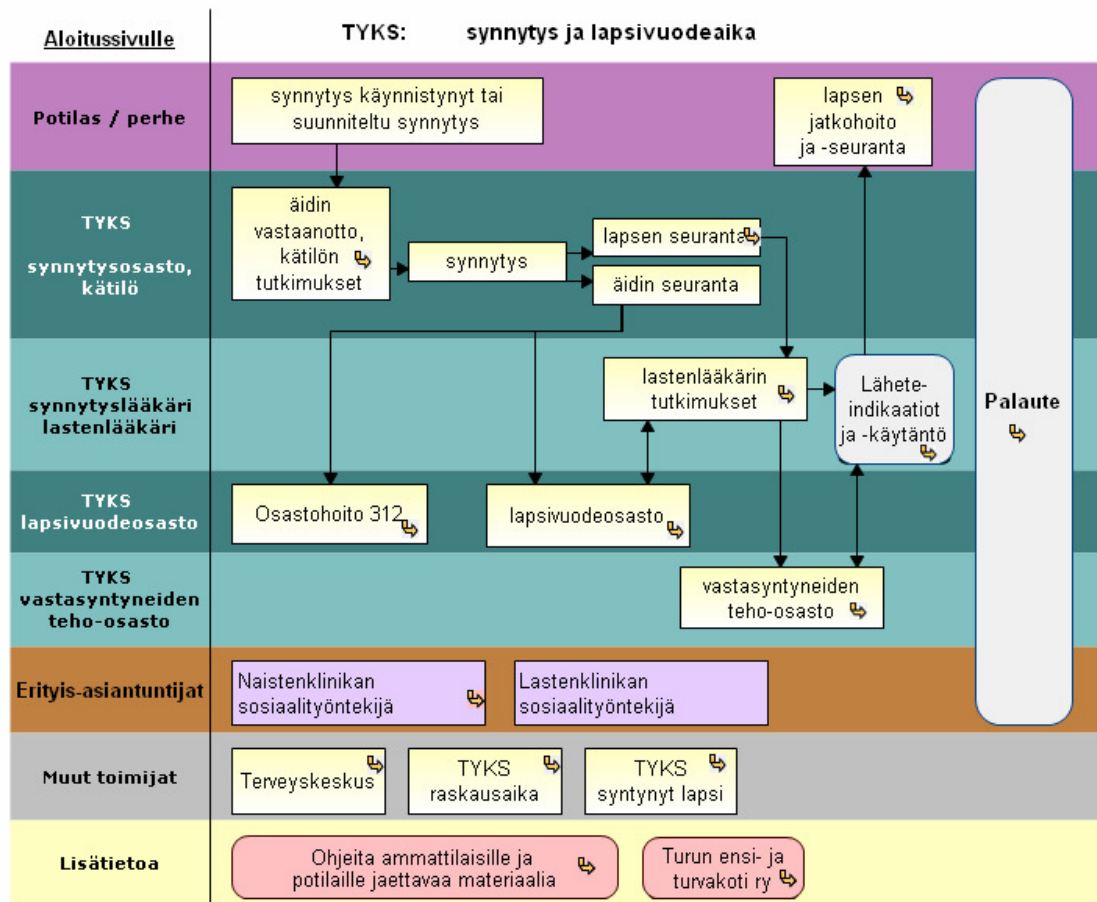 Aloitussivulle
TYKS: synnytys ja lapsivuodeaika
Potilas / perhe
synnytys käynnistynyt tai
suunniteltu synnytys
lapsen
jatkohoito
ja -seuranta
TYKS
synnytysosasto,
kätilö
äidin
vastaanotto,
kätilön
tutkimukset
synnytys
lapsen seuranta
äidin seuranta
TYKS
synnytyslääkäri
lastenlääkäri
lastenlääkärin
tutkimukset
Lähete-
indikaatiot
ja -käytäntö
Palaute
TYKS
lapsivuodeosasto
Osastohoito 312
lapsivuodeosasto
TYKS
vastasyntyneiden
teho-osasto
vastasyntyneiden
teho-osasto
Erityis-asiantuntijat
Naistenklinikan
sosiaalityöntekijä
Lastenklinikan
sosiaalityöntekijä
Muut toimijat
Terveyskeskus
TYKS
raskausaika
TYKS
syntynyt lapsi
Lisätietoa
Ohjeita ammattilaisille ja
potilaille jaettavaa materiaalia
Turun ensi- ja
turvakoti ry